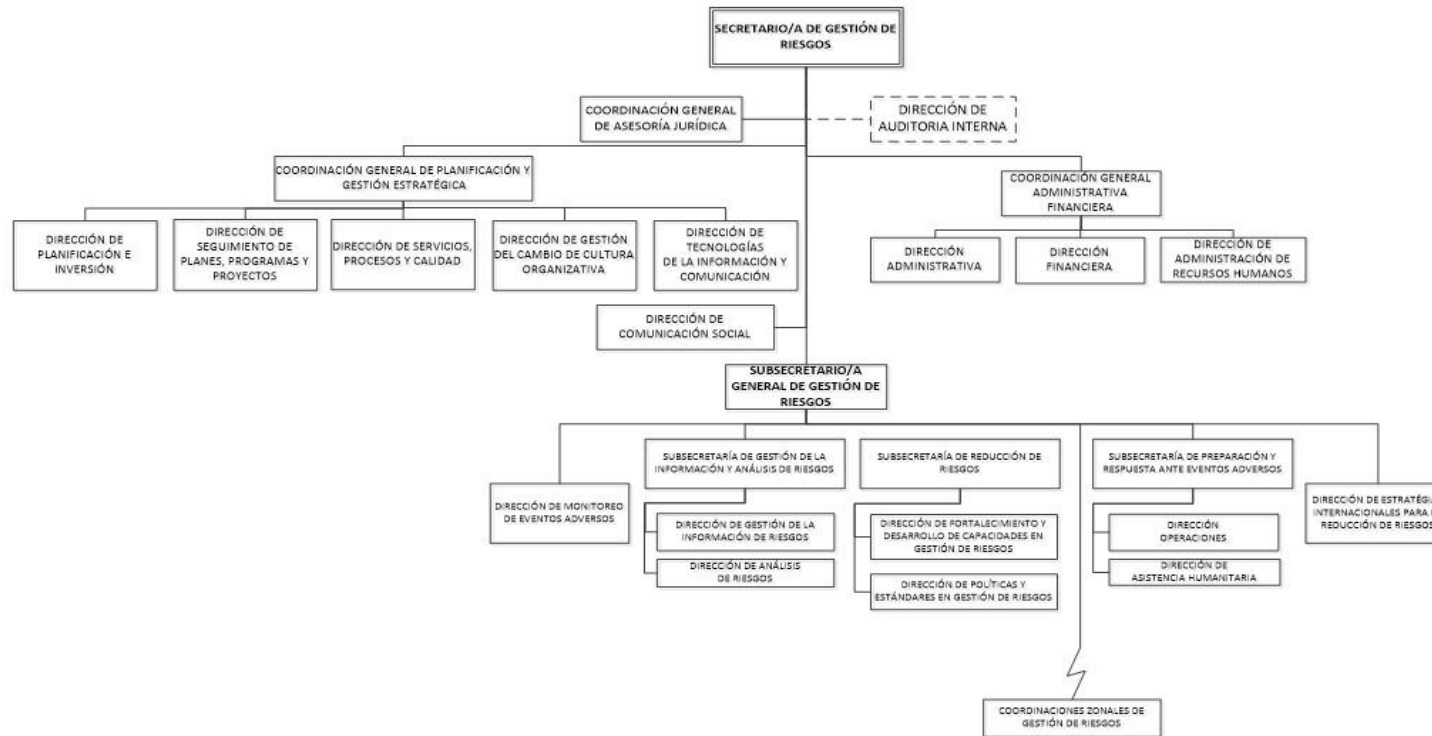 SECRETARIO/A DE GESTIÓN DE
RIESGOS
COORDINACIÓN GENERAL
DE ASESORÍA JURÍDICA
DIRECCIÓN DE
AUDITORIA INTERNA
COORDINACIÓN GENERAL DE PLANIFICACIÓN Y
GESTIÓN ESTRATÉGICA
COORDINACIÓN GENERAL
ADMINISTRATIVA
FINANCIERA
DIRECCIÓN DE
PLANIFICACIÓN E
INVERSIÓN
DIRECCIÓN DE
SEGUIMIENTO DE
PLANES, PROGRAMAS Y
PROYECTOS
DIRECCIÓN DE SERVICIOS,
PROCESOS Y CALIDAD
DIRECCIÓN DE GESTIÓN
DEL CAMBIO DE CULTURA
ORGANIZATIVA
DIRECCIÓN DE
TECNOLOGÍAS
DE LA INFORMACIÓN Y
COMUNICACIÓN
DIRECCIÓN
ADMINISTRATIVA
DIRECCIÓN
FINANCIERA
DIRECCIÓN DE
ADMINISTRACIÓN DE
RECURSOS HUMANOS
DIRECCIÓN DE
COMUNICACIÓN SOCIAL
SUBSECRETARIO/A
GENERAL DE GESTIÓN DE
RIESGOS
DIRECCIÓN DE MONITOREO
DE EVENTOS ADVERSOS
SUBSECRETARÍA DE GESTIÓN DE LA
INFORMACIÓN Y ANÁLISIS DE RIESGOS
DIRECCIÓN DE GESTIÓN DE LA
INFORMACIÓN DE RIESGOS
DIRECCIÓN DE ANÁLISIS
DE RIESGOS
SUBSECRETARÍA DE REDUCCIÓN DE
RIESGOS
DIRECCIÓN DE FORTALECIMIENTO Y
DESARROLLO DE CAPACIDADES EN
GESTIÓN DE RIESGOS
DIRECCIÓN DE POLÍTICAS Y
ESTÁNDARES EN GESTIÓN DE RIESGOS
SUBSECRETARÍA DE PREPARACIÓN Y
RESPUESTA ANTE EVENTOS ADVERSOS
DIRECCIÓN
OPERACIONES
DIRECCIÓN DE
ASISTENCIA HUMANITARIA
DIRECCIÓN DE
INTERNACIONALES PARA
REDUCCIÓN DE RIESGOS
COORDINACIONES ZONALES DE
GESTIÓN DE RIESGOS